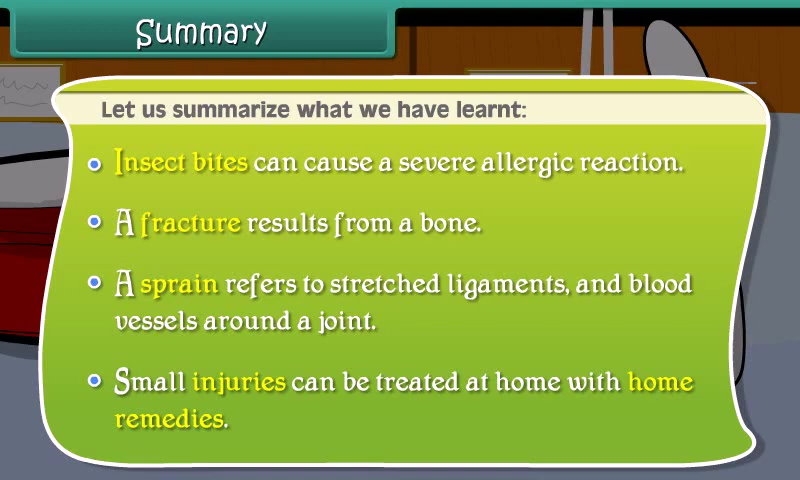 Summary
Let us summarize what we have learnt:
Insect bites can cause a severe allergic reaction.
A fracture results from a bone.
A sprain refers to stretched ligaments, and blood
vessels around a joint.
Small injuries can be treated at home with home
remedies.